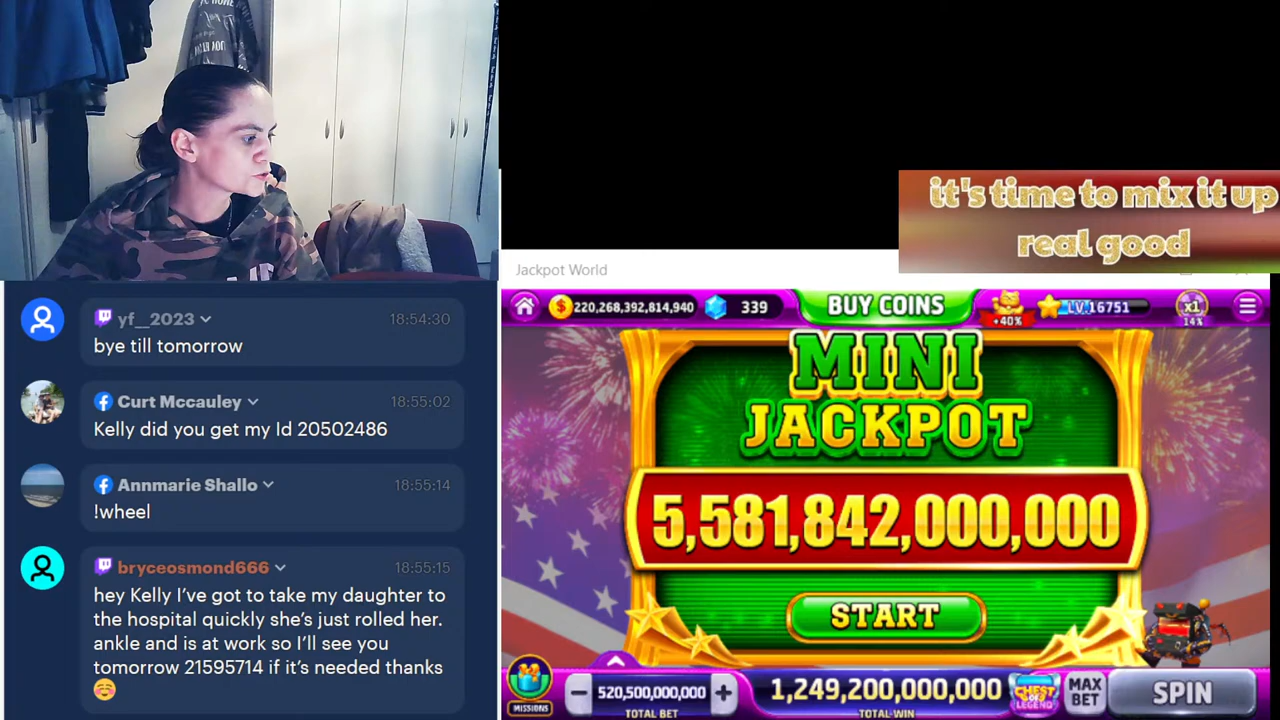 yf__2023
18:54:30
bye till tomorrow
Curt Mccauley
18:55:02
Kelly did you get my Id 20502486
Annmarie Shallo
18:55:14
!wheel
bryceosmond666
18:55:15
hey Kelly I've got to take my daughter to
the hospital quickly she's just rolled her.
ankle and is at work so I'll see you
tomorrow 21595714 if it's needed thanks
it's time to mix it up
real good
Jackpot World
220,268,392,814,940
339
BUY COINS
+40%
LV.16751
x1
14%
MINI
JACKPOT
5,581,842,000,000
START
MISSIONS
520,500,000,000
TOTAL BET
1,249,200,000,000
TOTAL WIN
CHEST
OF
LEGEND
MAX
BET
SPIN